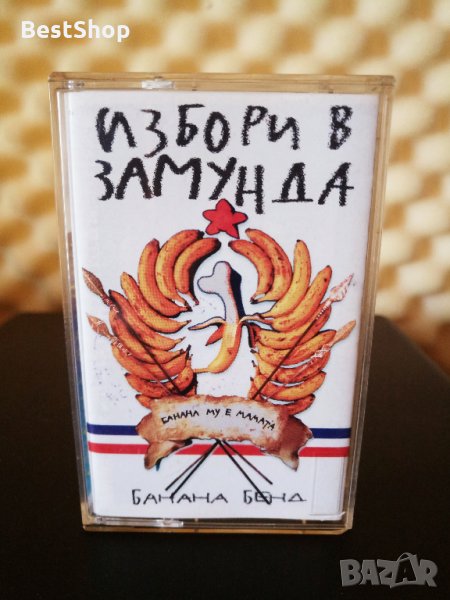 BestShop
ИЗБОРИ В
ЗАМУНДА
БАНАНА МУ Е МАМАТА
БАНАНА БЕНД
BAZAR